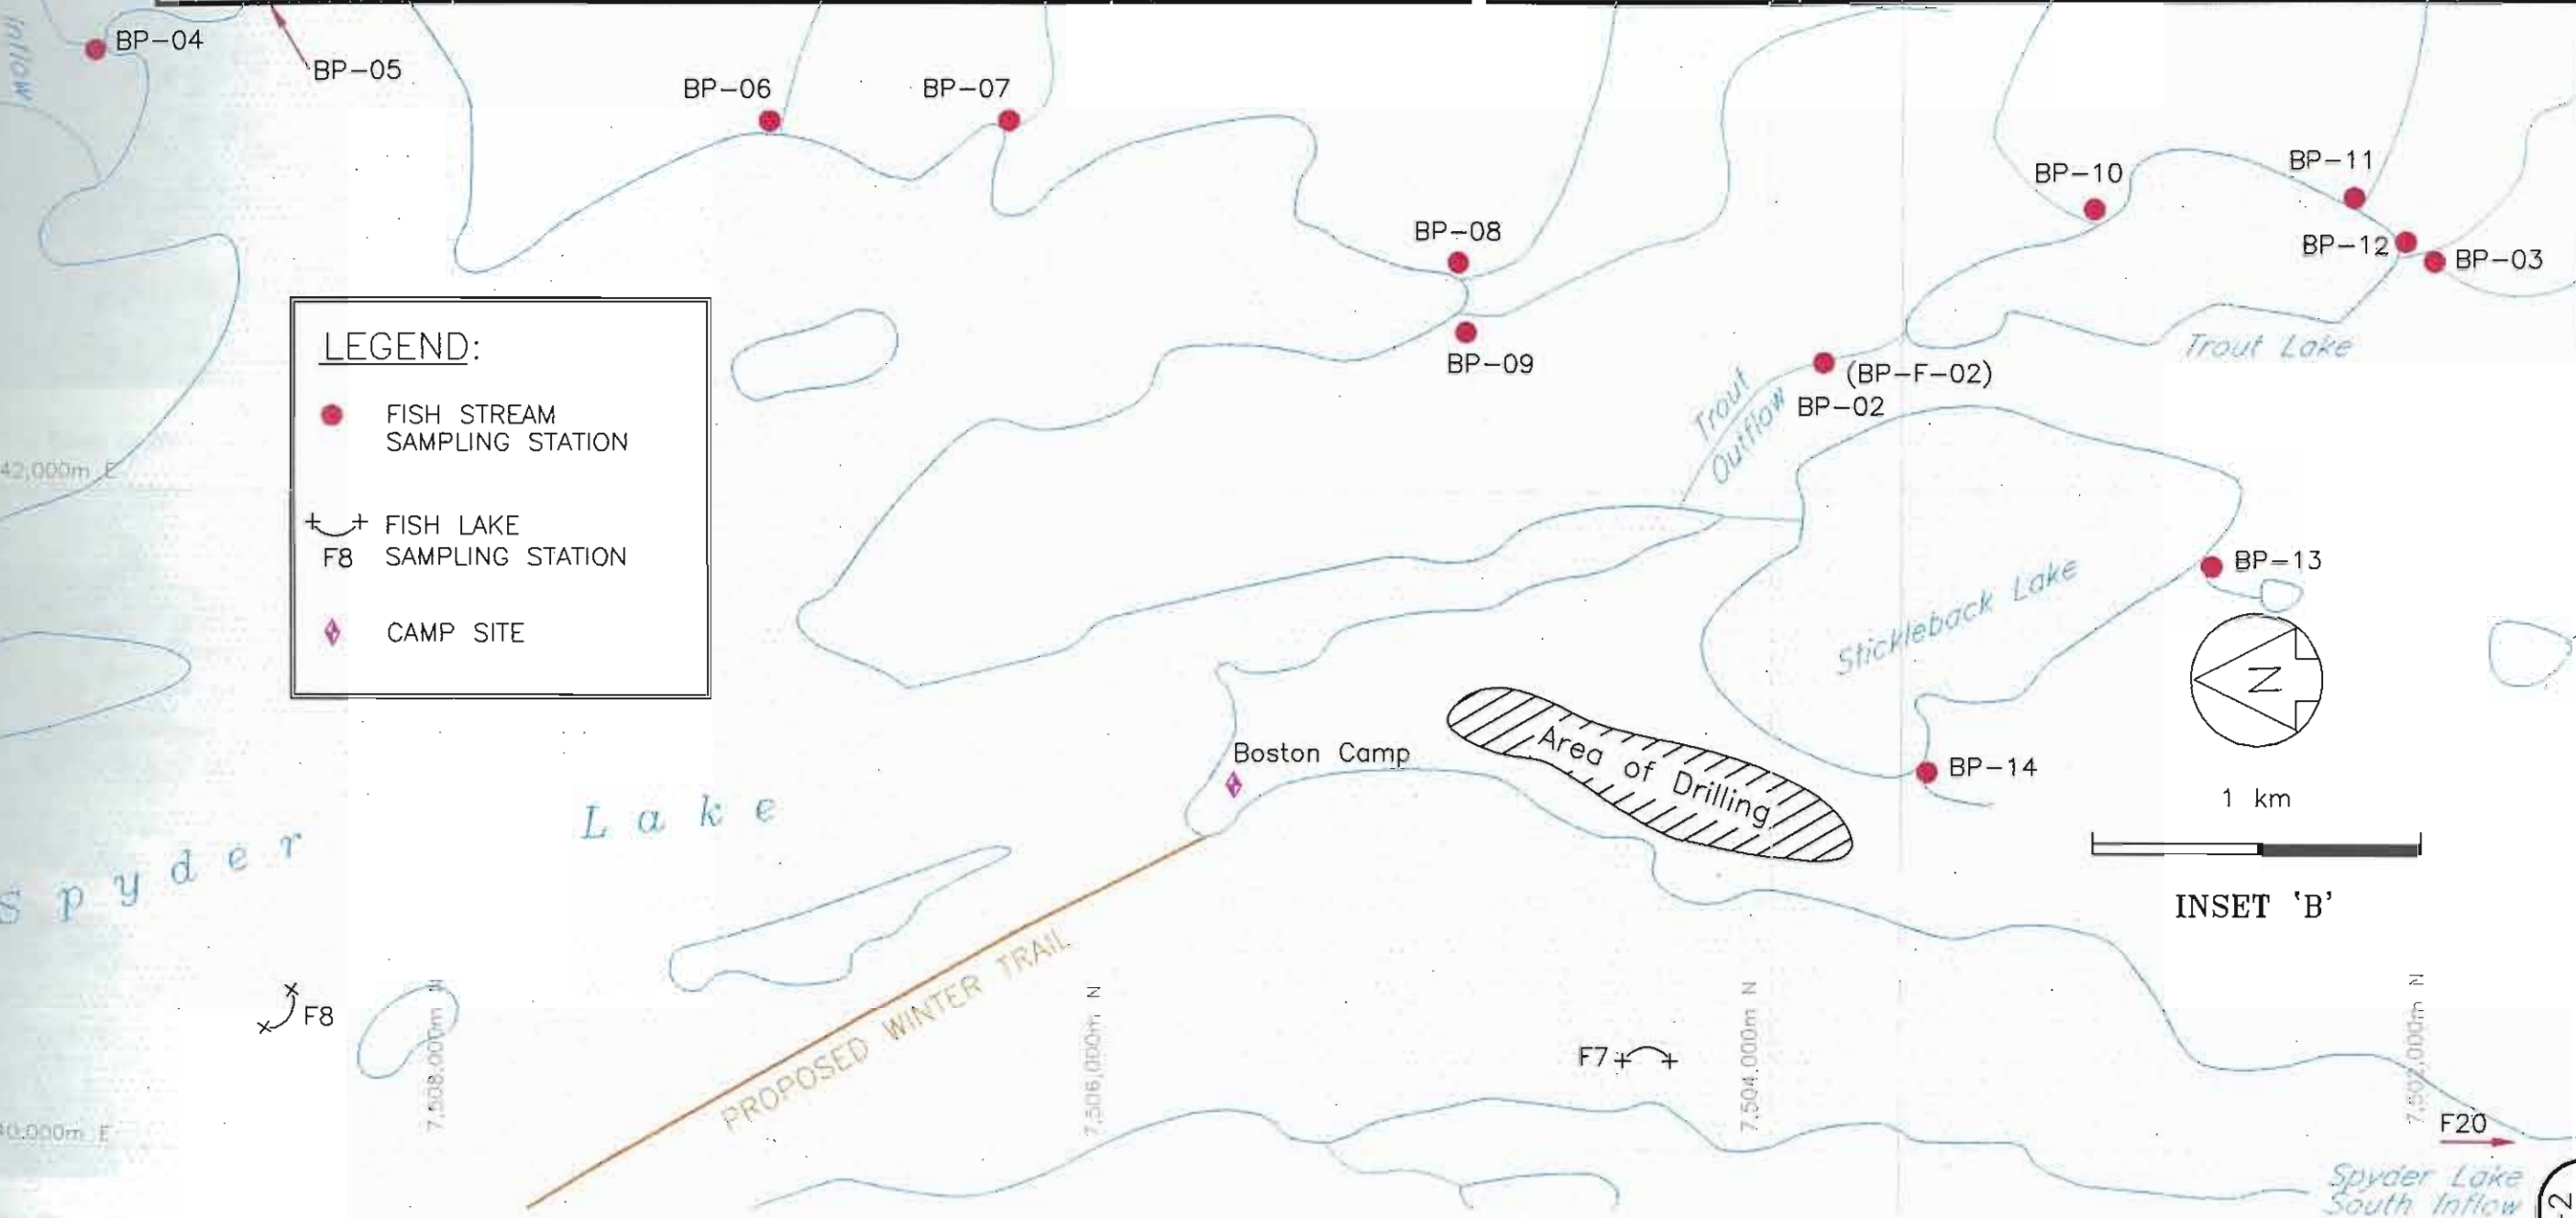 Inflow
BP-04
BP-05
BP-06
BP-07
BP-08
BP-09
BP-10
BP-11
BP-12
BP-03
Trout Lake
(BP-F-02)
BP-02
Trout
Outflow
LEGEND:
FISH STREAM
SAMPLING STATION
FISH LAKE
F8 SAMPLING STATION
CAMP SITE
42,000m E
BP-13
Stickleback Lake
N
BP-14
1 km
INSET 'B'
Boston Camp
Area of Drilling
Spyder Lake
PROPOSED WINTER TRAIL
F8
F7
7,508,000m N
7,506,000m N
7,504,000m N
7,502,000m N
40,000m E
F20
Spyder Lake
South Inflow
-2